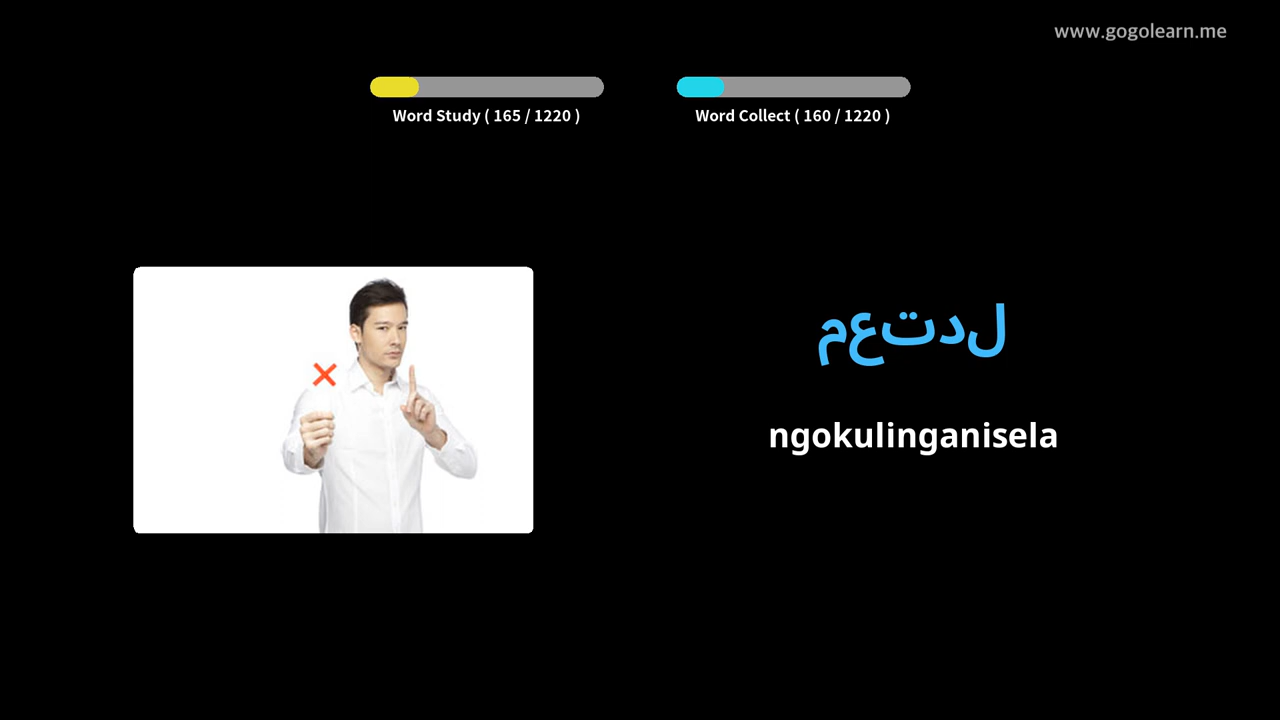 www.gogolearn.me
Word Study ( 165 / 1220 )
Word Collect ( 160 / 1220 )
معتدل
ngokulinganisela